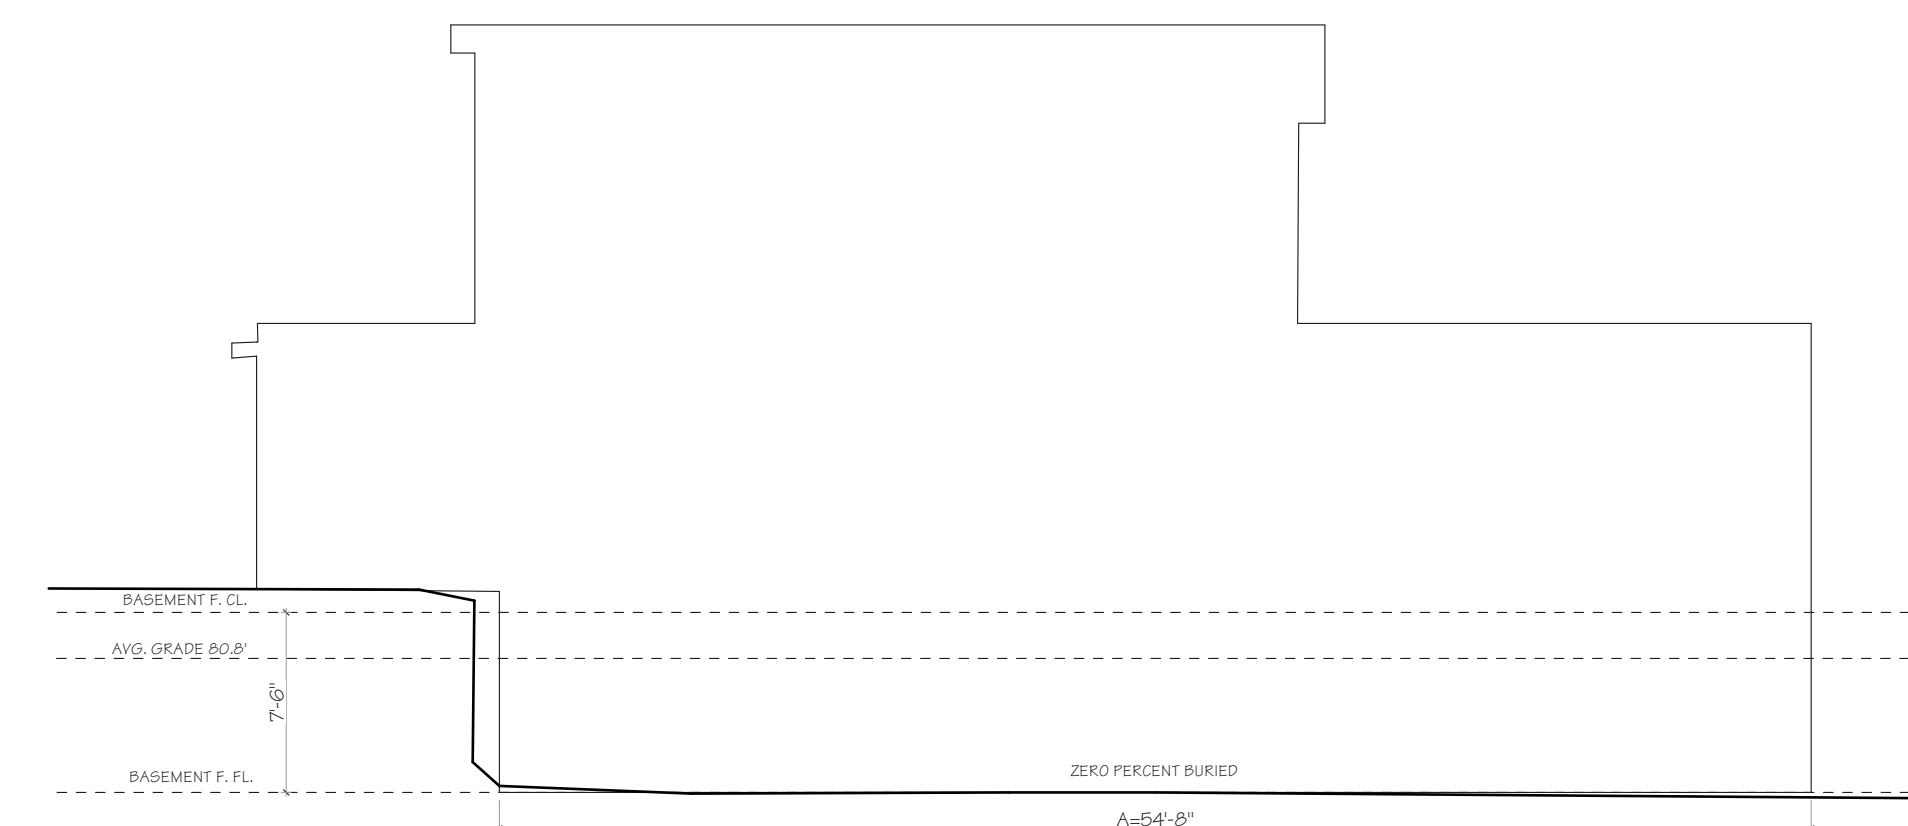 BASEMENT F. CL.
AVG. GRADE 80.8'
7'-6"
BASEMENT F. FL.
ZERO PERCENT BURIED
A=54'-8"